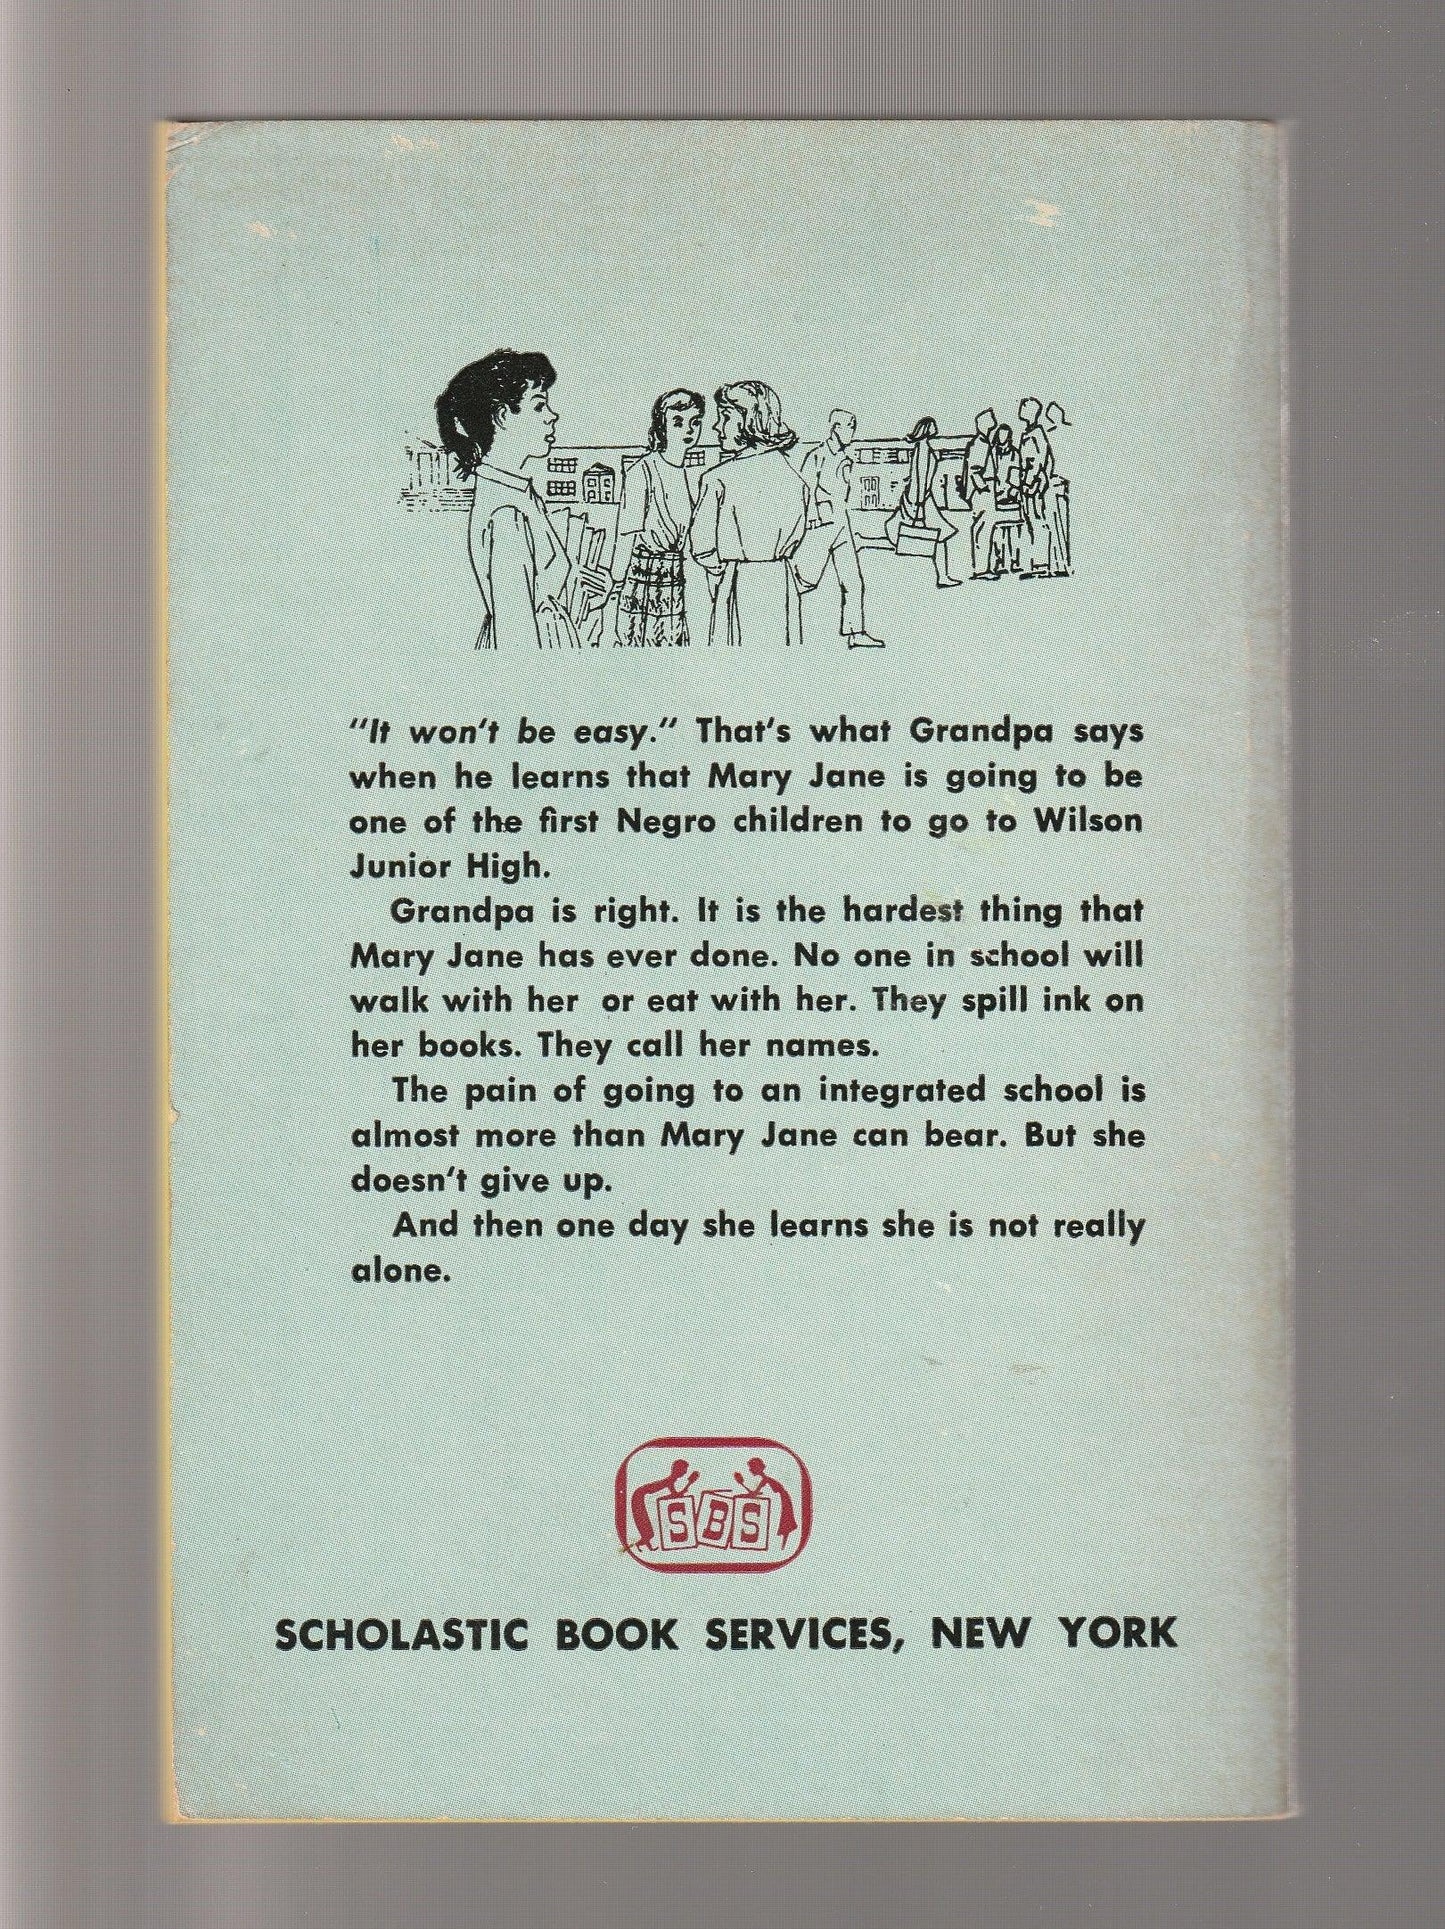 "It won't be easy." That's what Grandpa says
when he learns that Mary Jane is going to be
one of the first Negro children to go to Wilson
Junior High.
Grandpa is right. It is the hardest thing that
Mary Jane has ever done. No one in school will
walk with her or eat with her. They spill ink on
her books. They call her names.
The pain of going to an integrated school is
almost more than Mary Jane can bear. But she
doesn't give up.
And then one day she learns she is not really
alone.
SBS
SCHOLASTIC BOOK SERVICES, NEW YORK